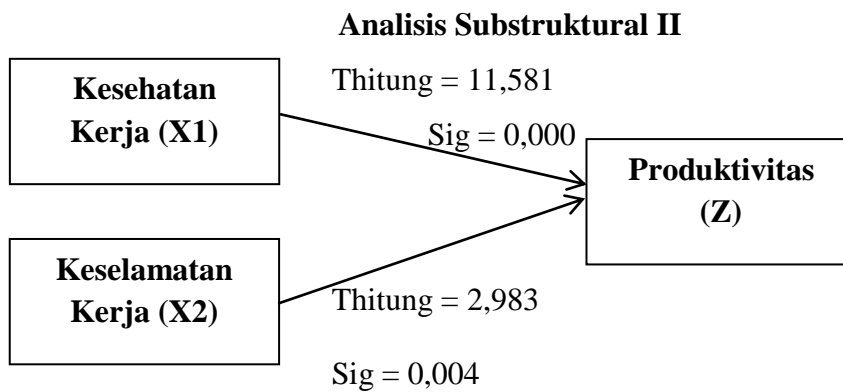 Analisis Substruktural II
Kesehatan
Kerja (X1)
Thitung = 11,581
Sig = 0,000
Produktivitas
(Z)
Keselamatan
Kerja (X2)
Thitung = 2,983
Sig = 0,004